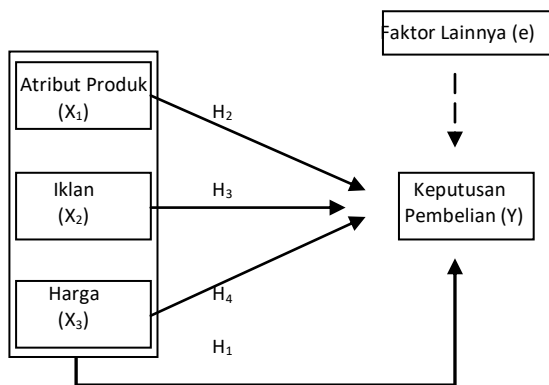 Faktor Lainnya (e)
Atribut Produk
(X₁)
H₂
Iklan
(X₂)
H₃
Keputusan
Pembelian (Y)
Harga
(X₃)
H₄
H₁